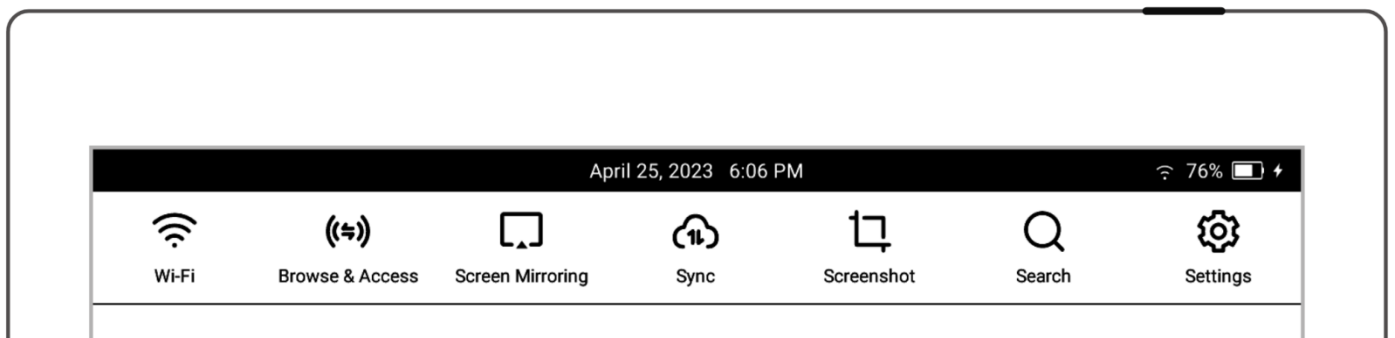 April 25, 2023 6:06 PM 76%
Wi-Fi Browse & Access Screen Mirroring Sync Screenshot Search Settings